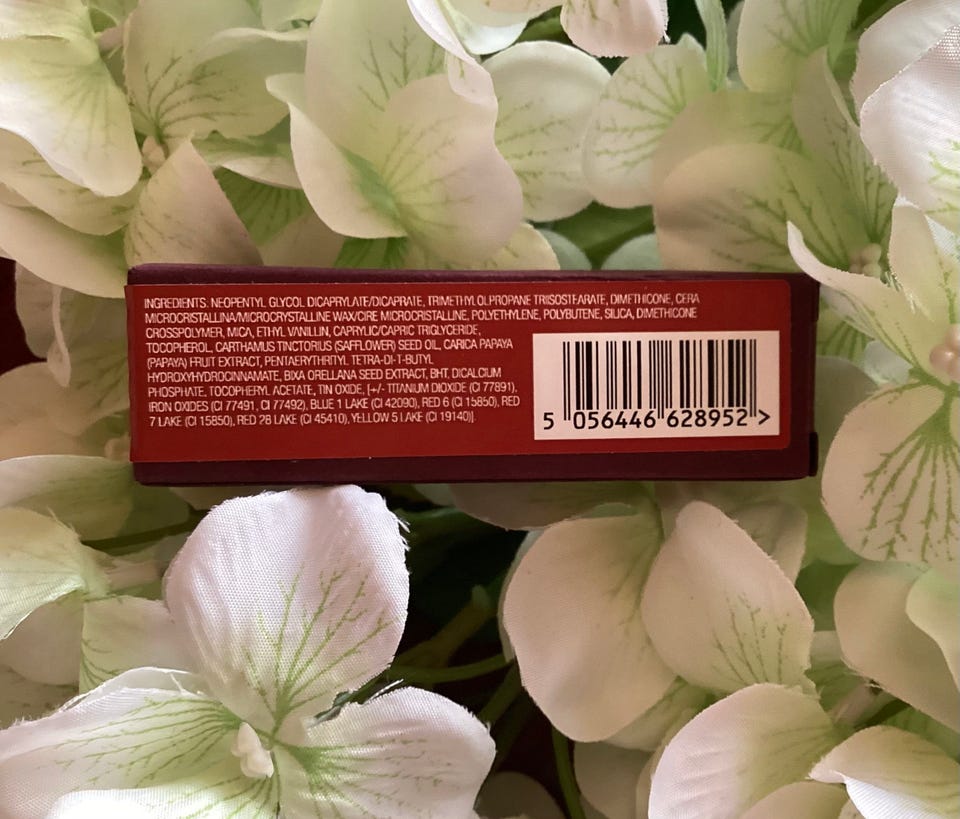 INGREDIENTS: NEOPENTYL GLYCOL DICAPRYLATE/DICAPRATE, TRIMETHYLOLPROPANE TRIISOSTEARATE, DIMETHICONE, CERA
MICROCRISTALLINA/MICROCRYSTALLINE WAX/CIRE MICROCRISTALLINE, POLYETHYLENE, POLYBUTENE, SILICA, DIMETHICONE
CROSSPOLYMER, MICA, ETHYL VANILLIN, CAPRYLIC/CAPRIC TRIGLYCERIDE,
TOCOPHEROL, CARTHAMUS TINCTORIUS (SAFFLOWER) SEED OIL, CARICA PAPAYA
(PAPAYA) FRUIT EXTRACT, PENTAERYTHRITYL TETRA-DI-T-BUTYL
HYDROXYHYDROCINNAMATE, BIXA ORELLANA SEED EXTRACT, BHT, DICALCIUM
PHOSPHATE, TOCOPHERYL ACETATE, TIN OXIDE, [+/- TITANIUM DIOXIDE (CI 77891),
IRON OXIDES (CI 77491, CI 77492), BLUE 1 LAKE (CI 42090), RED 6 (CI 15850), RED
7 LAKE (CI 15850), RED 28 LAKE (CI 45410), YELLOW 5 LAKE (CI 19140)]
5 056446 628952 >